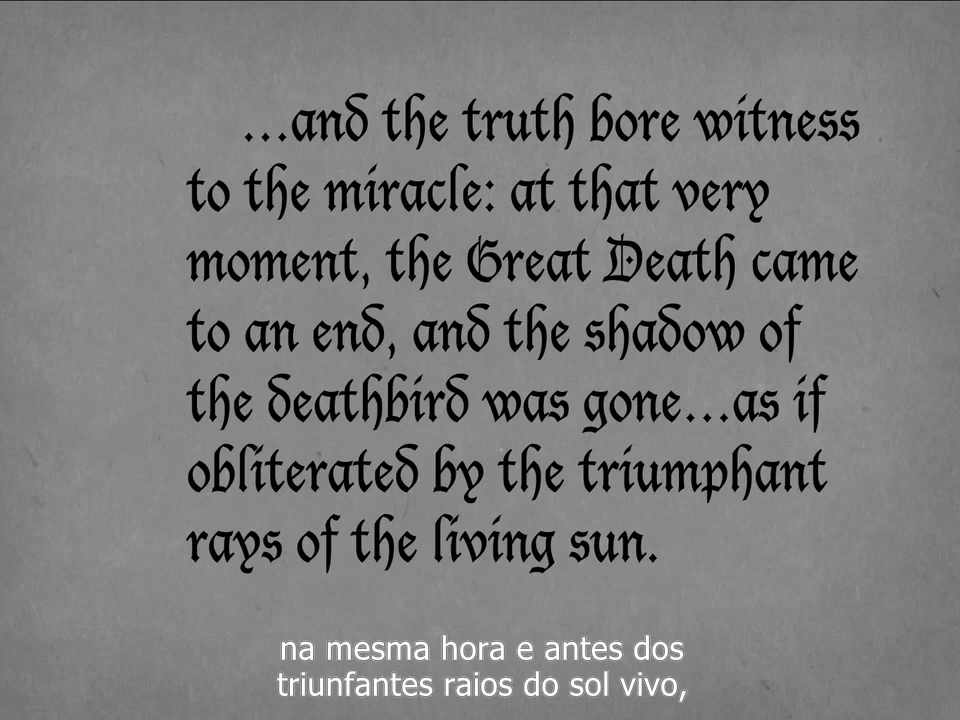 ...and the truth bore witness
to the miracle: at that very
moment, the Great Death came
to an end, and the shadow of
the deathbird was gone...as if
obliterated by the triumphant
rays of the living sun.
na mesma hora e antes dos
triunfantes raios do sol vivo,